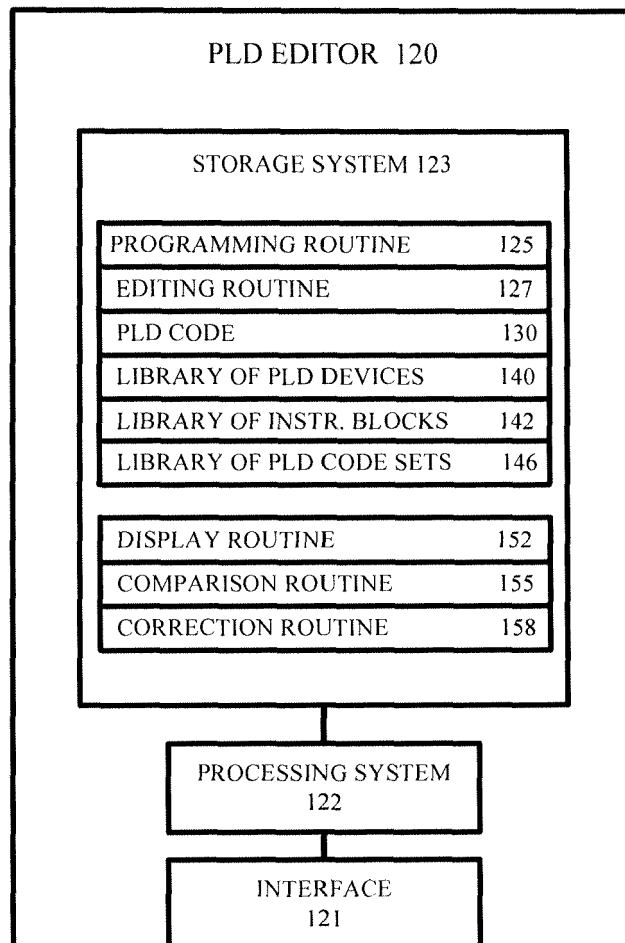 PLD EDITOR 120
STORAGE SYSTEM 123
PROGRAMMING ROUTINE 125
EDITING ROUTINE 127
PLD CODE 130
LIBRARY OF PLD DEVICES 140
LIBRARY OF INSTR. BLOCKS 142
LIBRARY OF PLD CODE SETS 146
DISPLAY ROUTINE 152
COMPARISON ROUTINE 155
CORRECTION ROUTINE 158
PROCESSING SYSTEM
122
INTERFACE
121